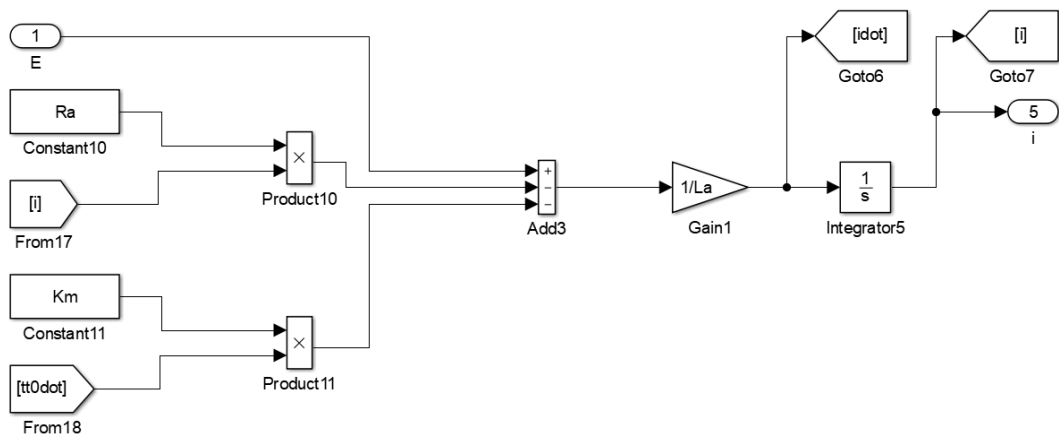 1
E
Ra
Constant10
[i]
From17
×
Product10
Km
Constant11
[tt0dot]
From18
×
Product11
+
−
−
Add3
1/La
Gain1
[idot]
Goto6
1
s
Integrator5
[i]
Goto7
5
i